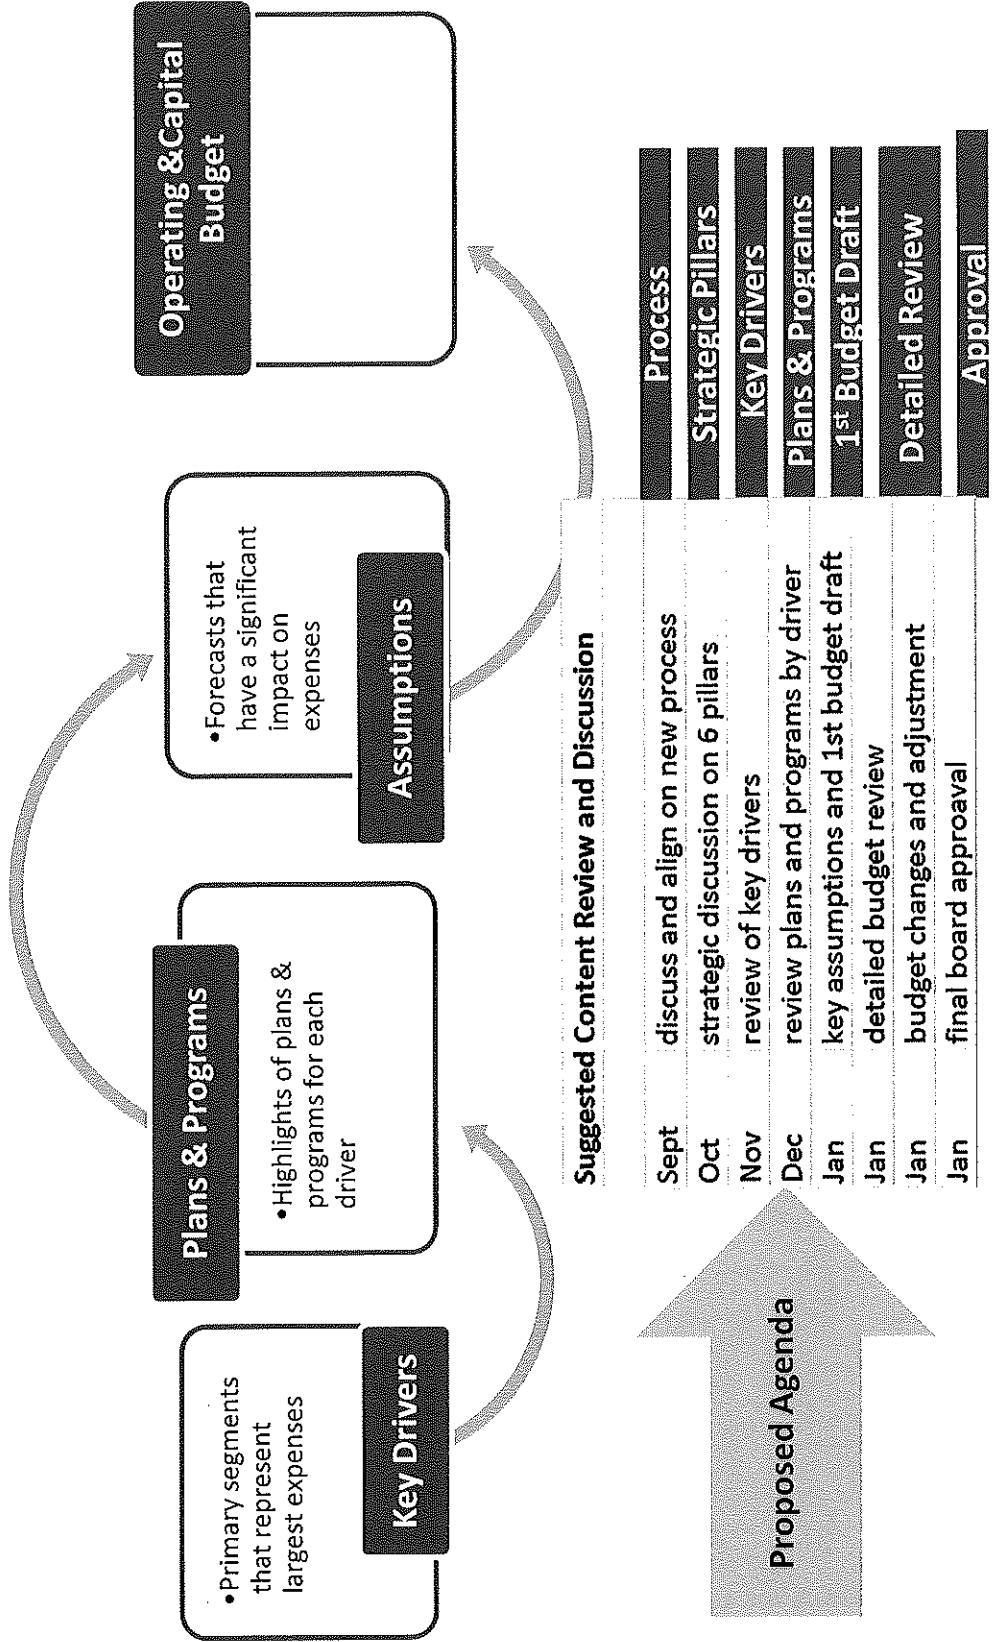 •Primary segments
that represent
largest expenses
Key Drivers
Plans & Programs
•Highlights of plans &
programs for each
driver
•Forecasts that
have a significant
impact on
expenses
Assumptions
Operating &Capital
Budget
Proposed Agenda
Suggested Content Review and Discussion
Sept discuss and align on new process
Oct strategic discussion on 6 pillars
Nov review of key drivers
Dec review plans and programs by driver
Jan key assumptions and 1st budget draft
Jan detailed budget review
Jan budget changes and adjustment
Jan final board approaval
Process
Strategic Pillars
Key Drivers
Plans & Programs
1st Budget Draft
Detailed Review
Approval